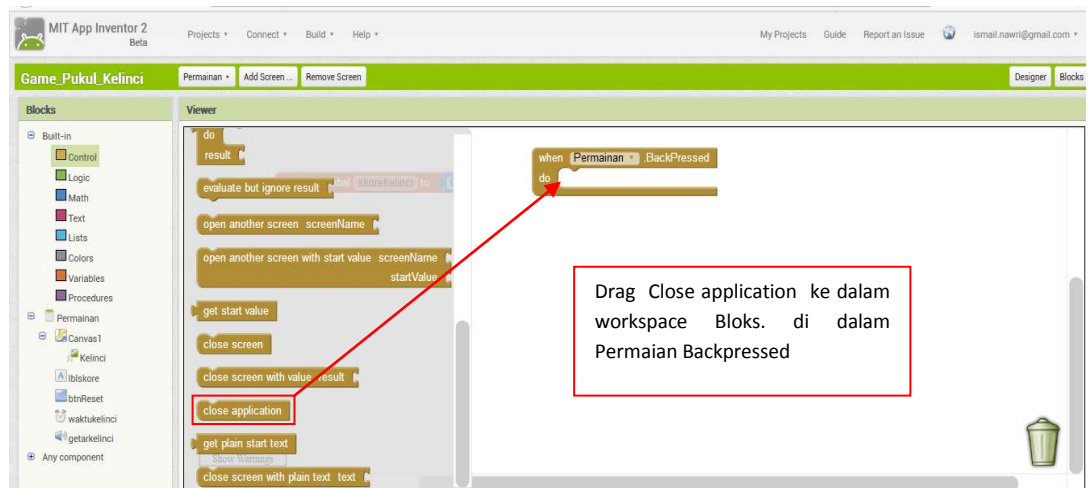 MIT App Inventor 2
Beta
Projects Connect Build Help
My Projects Guide Report an Issue ismail.nawri@gmail.com
Game_Pukul_Kelinci
Permainan Add Screen ... Remove Screen
Designer Blocks
Blocks
Viewer
Built-in
Control
Logic
Math
Text
Lists
Colors
Variables
Procedures
Permainan
Canvas1
Kelinci
lblskore
btnReset
waktukelinci
getarkelinci
Any component
do
result
evaluate but ignore result
skorekelinci to
open another screen screenName
open another screen with start value screenName
startValue
get start value
close screen
close screen with value result
close application
get plain start text
Show Warnings
close screen with plain text text
when Permainan .BackPressed
do
Drag Close application ke dalam
workspace Bloks. di dalam
Permaian Backpressed